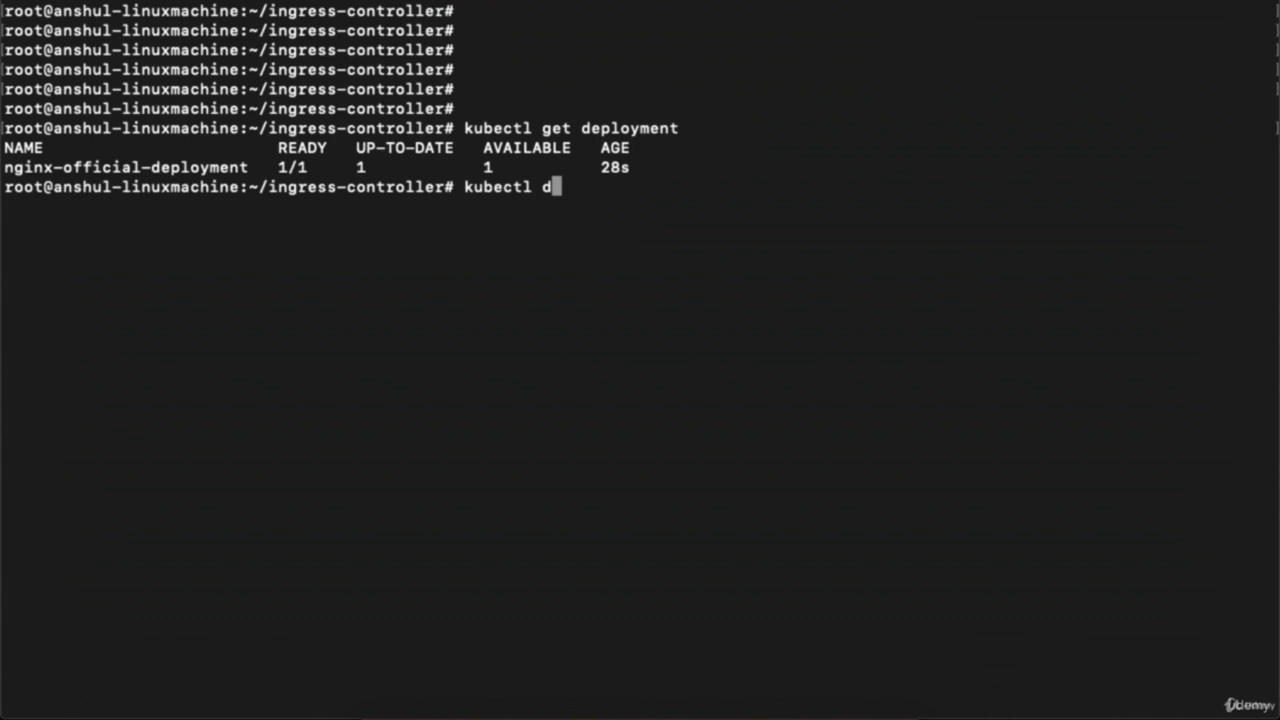 root@anshul-linuxmachine:~/ingress-controller#
root@anshul-linuxmachine:~/ingress-controller#
root@anshul-linuxmachine:~/ingress-controller#
root@anshul-linuxmachine:~/ingress-controller#
root@anshul-linuxmachine:~/ingress-controller#
root@anshul-linuxmachine:~/ingress-controller#
root@anshul-linuxmachine:~/ingress-controller# kubectl get deployment
NAME READY UP-TO-DATE AVAILABLE AGE
nginx-official-deployment 1/1 1 1 28s
root@anshul-linuxmachine:~/ingress-controller# kubectl d
Udemy